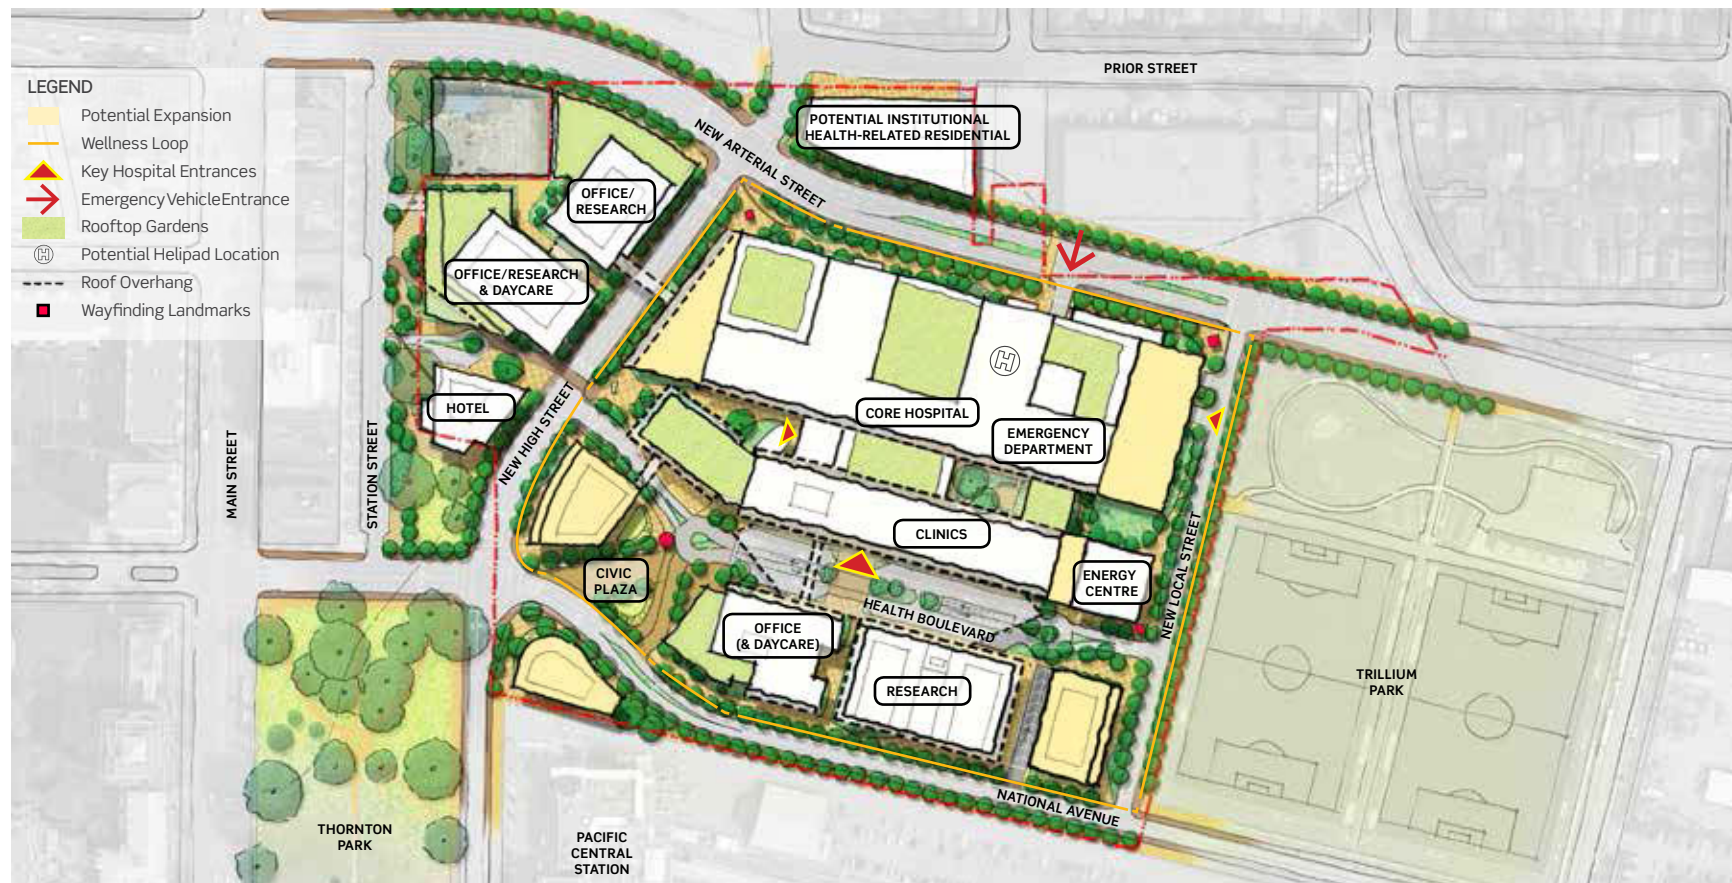 LEGEND
Potential Expansion
Wellness Loop
Key Hospital Entrances
Emergency Vehicle Entrance
Rooftop Gardens
H
Potential Helipad Location
Roof Overhang
Wayfinding Landmarks
PRIOR STREET
POTENTIAL INSTITUTIONAL
HEALTH-RELATED RESIDENTIAL
NEW ARTERIAL STREET
OFFICE/
RESEARCH
OFFICE/RESEARCH
& DAYCARE
HOTEL
NEW HIGH STREET
MAIN STREET
STATION STREET
H
CORE HOSPITAL
EMERGENCY
DEPARTMENT
CLINICS
ENERGY
CENTRE
NEW LOCAL STREET
CIVIC
PLAZA
HEALTH BOULEVARD
OFFICE
(& DAYCARE)
RESEARCH
TRILLIUM
PARK
NATIONAL AVENUE
THORNTON
PARK
PACIFIC
CENTRAL
STATION